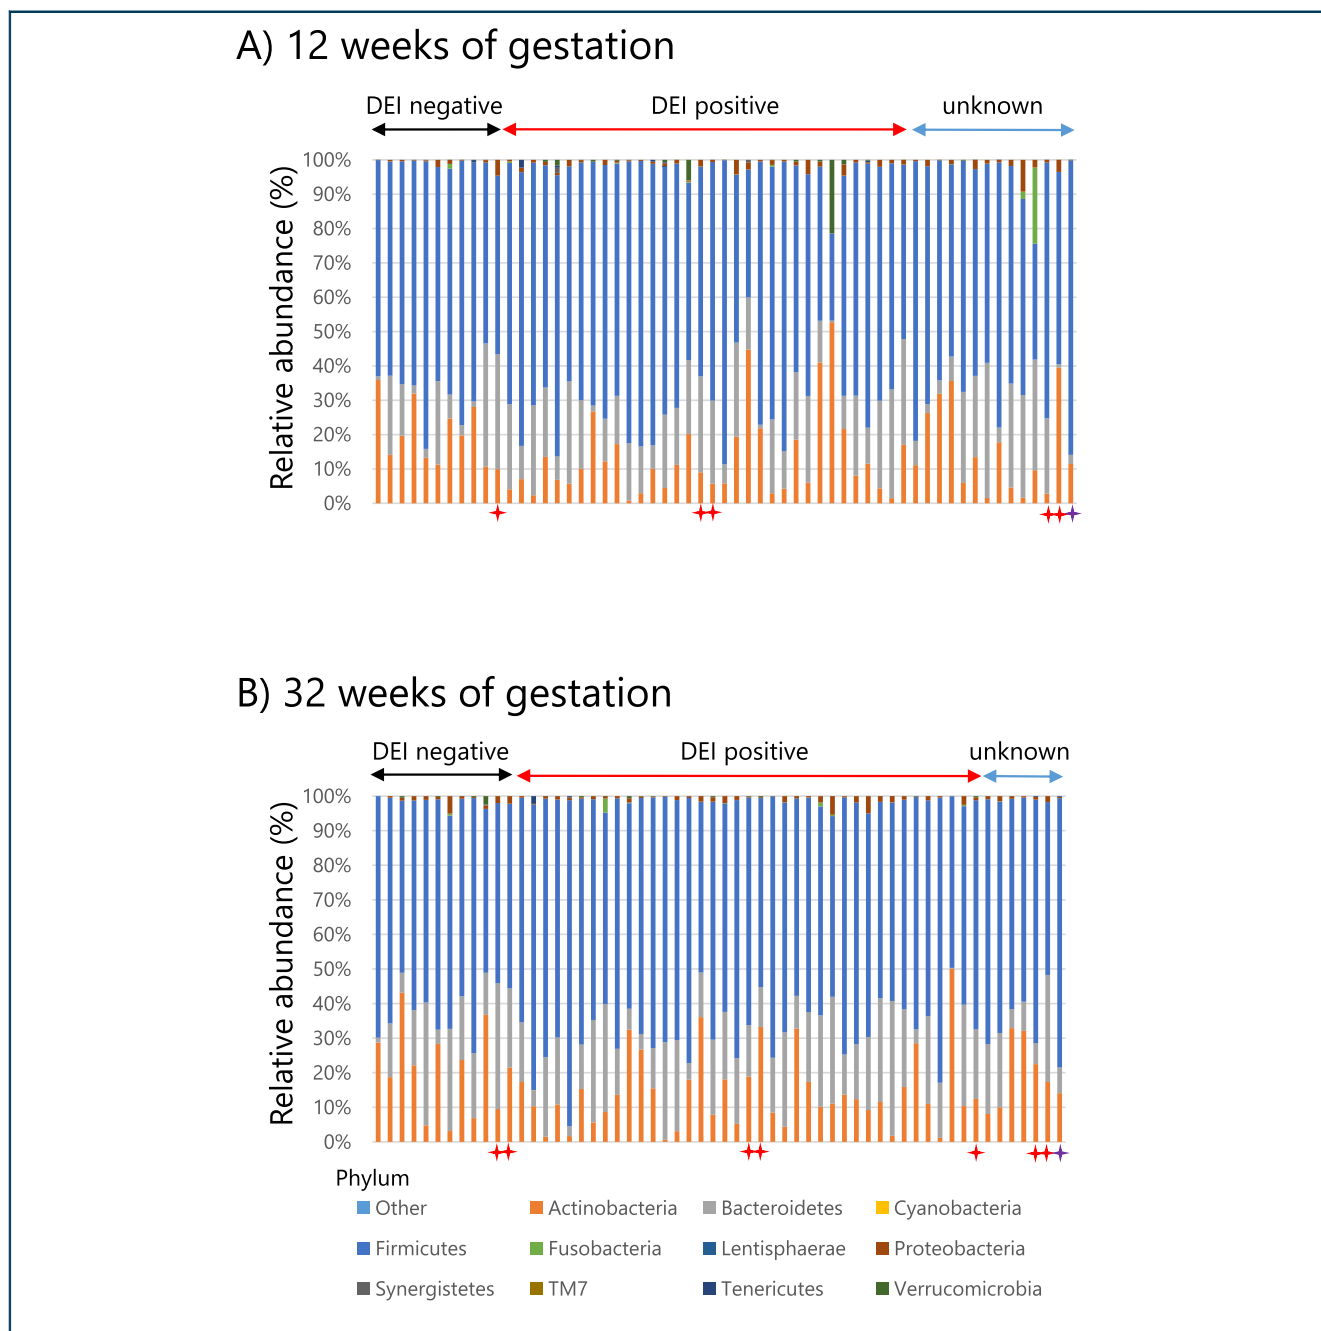 A) 12 weeks of gestation
DEI negative DEI positive unknown
Relative abundance (%)
100%
90%
80%
70%
60%
50%
40%
30%
20%
10%
0%
B) 32 weeks of gestation
DEI negative DEI positive unknown
Relative abundance (%)
100%
90%
80%
70%
60%
50%
40%
30%
20%
10%
0%
Phylum
Other Actinobacteria Bacteroidetes Cyanobacteria
Firmicutes Fusobacteria Lentisphaerae Proteobacteria
Synergistetes TM7 Tenericutes Verrucomicrobia